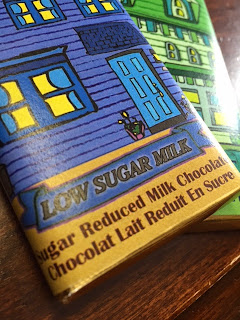 LOW SUGAR MILK
Sugar Reduced Milk Chocolate
Chocolat Lait Reduit En Sucre